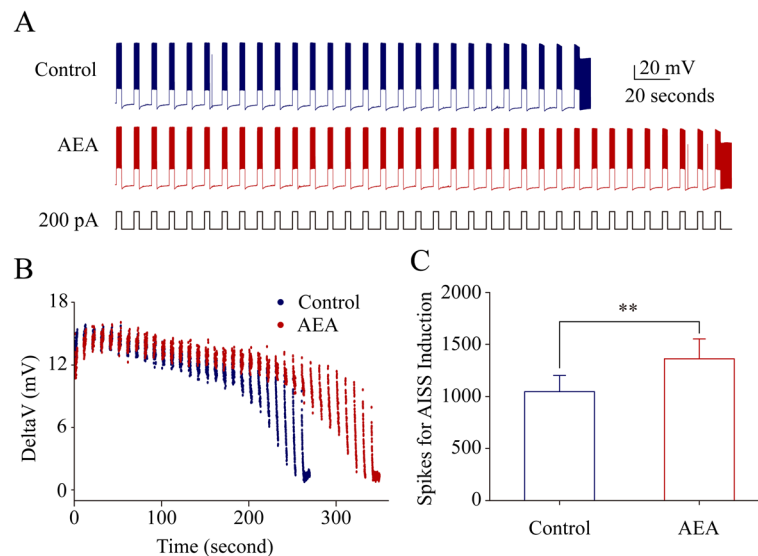 A
Control
20 mV
20 seconds
AEA
200 pA
B
18
12
6
0
DeltaV (mV)
Control
AEA
0
100
200
300
Time (second)
C
2000
1500
1000
500
0
Spikes for AISS Induction
**
Control
AEA